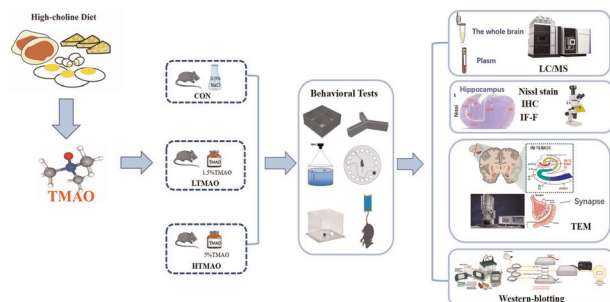 High-choline Diet
TMAO
0.9%
NaCl
CON
TMAO
1.5%TMAO
LTMAO
TMAO
5%TMAO
HTMAO
Behavioral Tests
The whole brain
Plasm
LC/MS
Hippocampus
Nissl
Nissl stain
IHC
IF-F
Synapse
TEM
Western-blotting